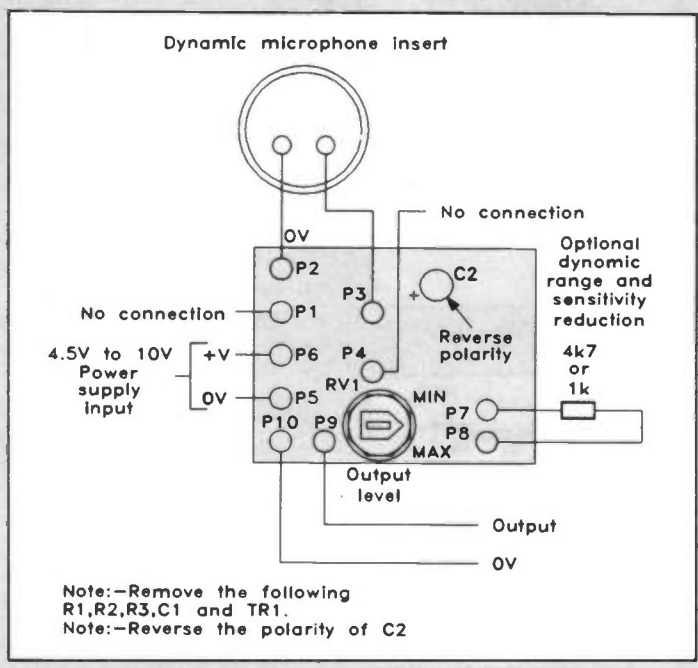 Dynamic microphone insert
No connection
0V
P2
C2
+
Optional
dynamic
range and
sensitivity
reduction
P3
No connection
P1
Reverse
polarity
4.5V to 10V
Power
supply
input
+V
P6
P4
4k7
or
1k
RV1
MIN
0V
P5
P7
P10
P9
P8
MAX
Output
level
Output
0V
Note:—Remove the following
R1,R2,R3,C1 and TR1.
Note:—Reverse the polarity of C2